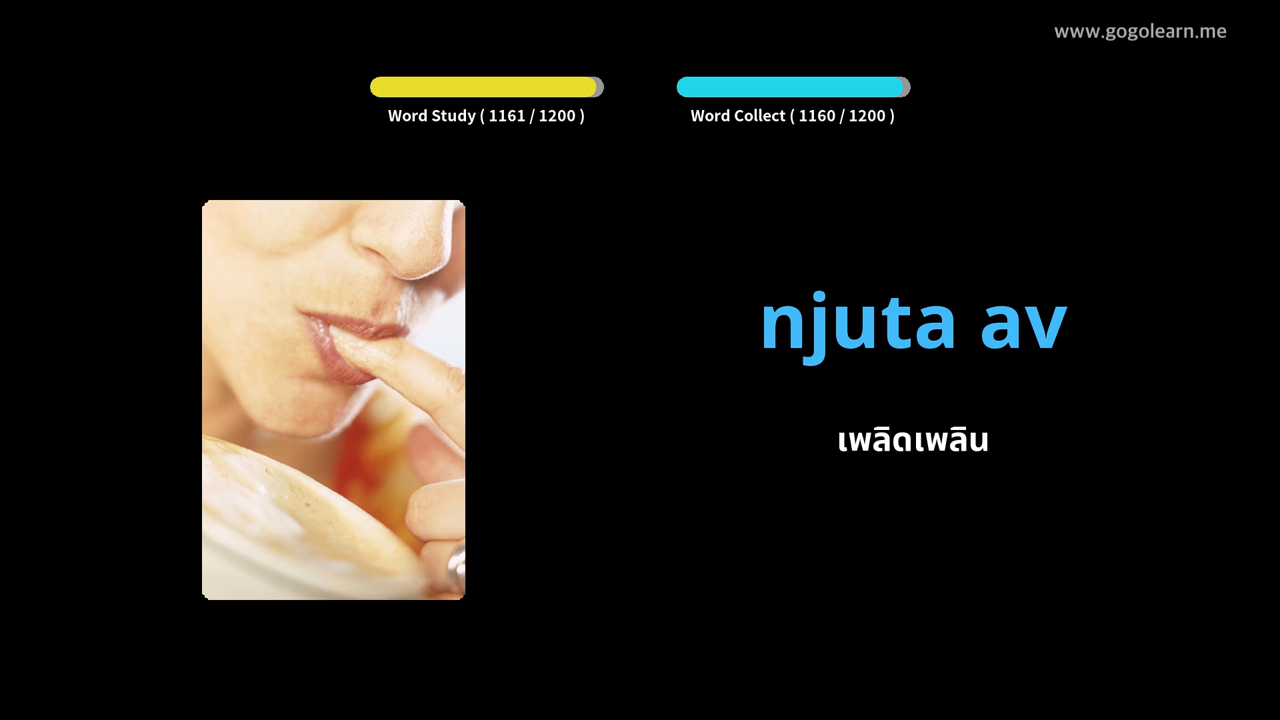 www.gogolearn.me
Word Study ( 1161 / 1200 )
Word Collect ( 1160 / 1200 )
njuta av
เพลิดเพลิน